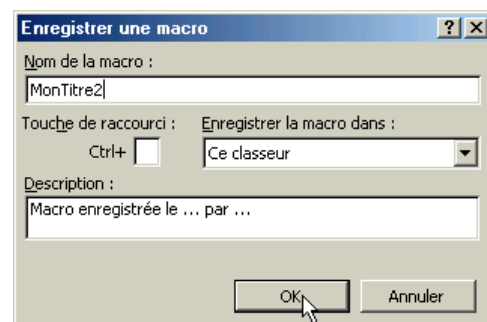 Enregistrer une macro
Nom de la macro :
MonTitre2
Touche de raccourci : Enregistrer la macro dans :
Ctrl+ Ce classeur
Description :
Macro enregistrée le ... par ...
OK Annuler